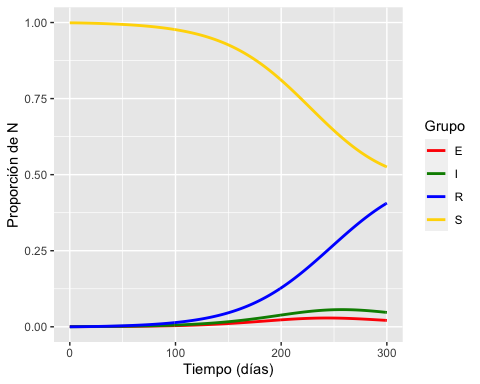 1.00
0.75
0.50
0.25
0.00
Proporción de N
0
100
200
300
Tiempo (días)
Grupo
E
I
R
S